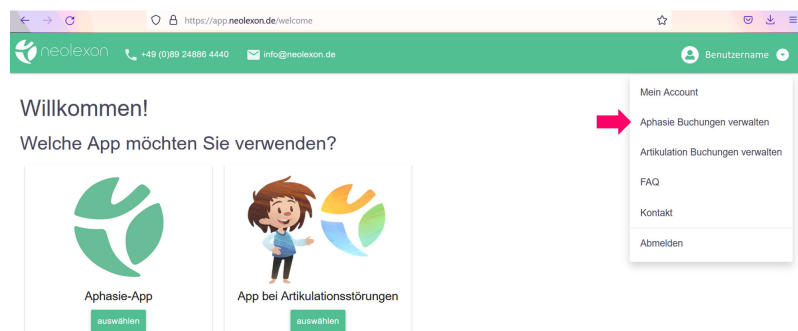 https://app.neolexon.de/welcome
neolexon +49 (0)89 24886 4440 info@neolexon.de Benutzername
Mein Account
Aphasie Buchungen verwalten
Artikulation Buchungen verwalten
FAQ
Kontakt
Abmelden
Willkommen!
Welche App möchten Sie verwenden?
Aphasie-App
auswählen
App bei Artikulationsstörungen
auswählen